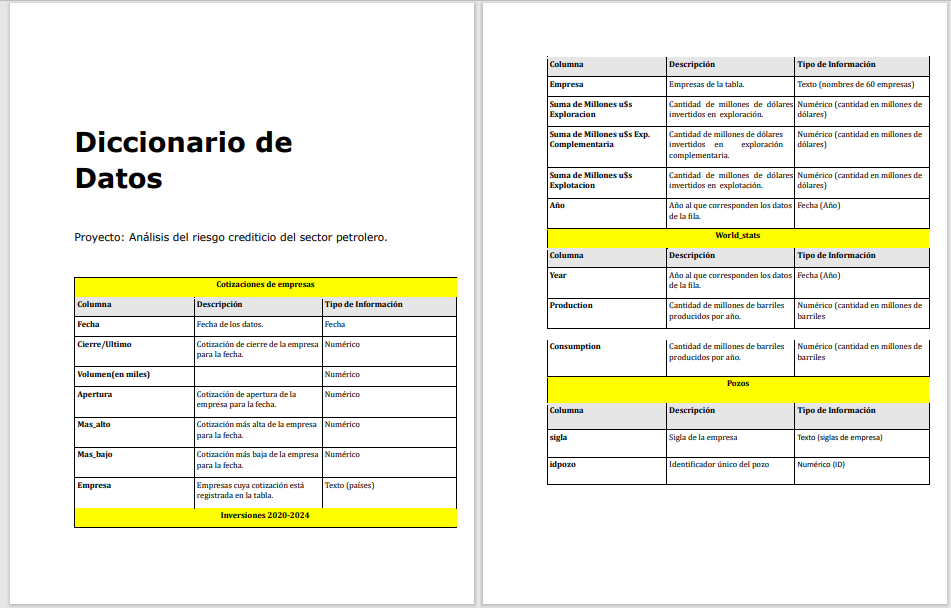 Diccionario de
Datos
Proyecto: Análisis del riesgo crediticio del sector petrolero.
Cotizaciones de empresas
Columna Descripción Tipo de Información
Fecha Fecha de los datos. Fecha
Cierre/Ultimo Cotización de cierre de la empresa Numérico
para la fecha.
Volumen(en miles) Numérico
Apertura Cotización de apertura de la Numérico
empresa para la fecha.
Mas_alto Cotización más alta de la empresa Numérico
para la fecha.
Mas_bajo Cotización más baja de la empresa Numérico
para la fecha.
Empresa Empresas cuya cotización está Texto (países)
registrada en la tabla.
Inversiones 2020-2024
Columna Descripción Tipo de Información
Empresa Empresas de la tabla. Texto (nombres de 60 empresas)
Suma de Millones u$s Cantidad de millones de dólares Numérico (cantidad en millones de
Exploracion invertidos en exploración. dólares)
Suma de Millones u$s Exp. Cantidad de millones de dólares Numérico (cantidad en millones de
Complementaria invertidos en exploración dólares)
complementaria.
Suma de Millones u$s Cantidad de millones de dólares Numérico (cantidad en millones de
Explotacion invertidos en explotación. dólares)
Año Año al que corresponden los datos Fecha (Año)
de la fila.
World_stats
Columna Descripción Tipo de Información
Year Año al que corresponden los datos Fecha (Año)
de la fila.
Production Cantidad de millones de barriles Numérico (cantidad en millones de
producidos por año. barriles
Consumption Cantidad de millones de barriles Numérico (cantidad en millones de
producidos por año. barriles
Pozos
Columna Descripción Tipo de Información
sigla Sigla de la empresa Texto (siglas de empresa)
idpozo Identificador único del pozo Numérico (ID)